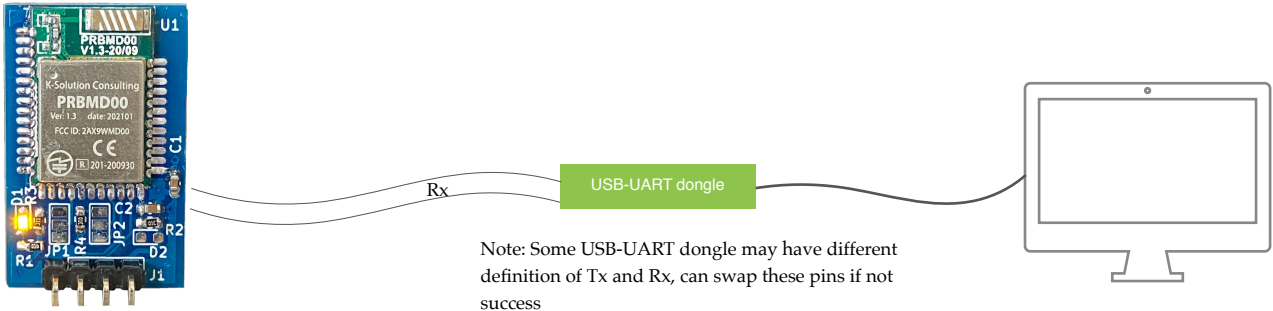 U1
PRBMD00
V1.3-20/09
K-Solution Consulting
PRBMD00
Ver: 1.3 date: 202101
FCC ID: 2AX9WMD00
CE
R 201-200930
C1
D1
R3
C2
R2
JP1
R4
JP2
D2
R1
J1
Rx
USB-UART dongle
Note: Some USB-UART dongle may have different
definition of Tx and Rx, can swap these pins if not
success